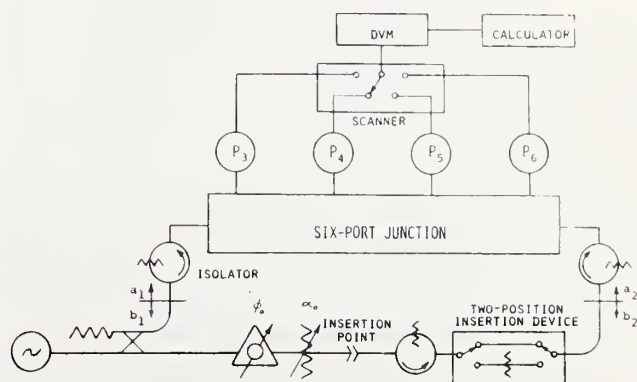 DVM
CALCULATOR
SCANNER
P3
P4
P5
P6
SIX-PORT JUNCTION
ISOLATOR
a1
b1
ϕo
αo
INSERTION
POINT
TWO-POSITION
INSERTION DEVICE
a2
b2